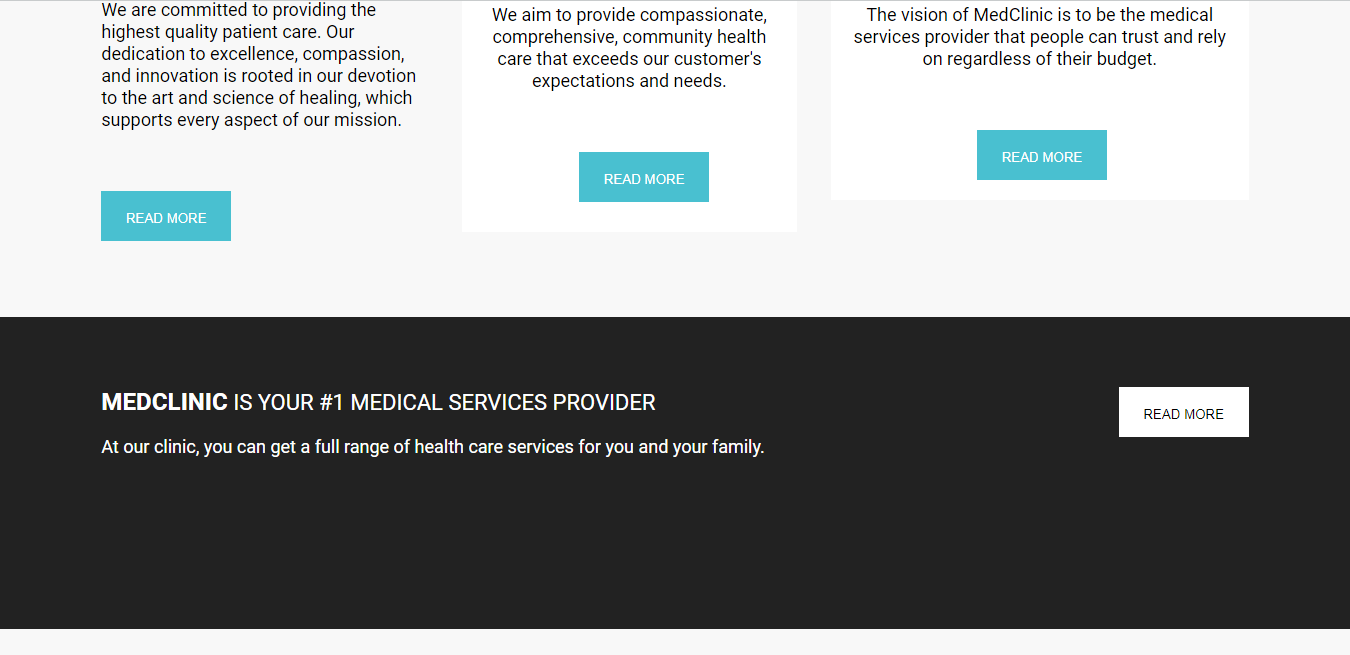 We are committed to providing the
highest quality patient care. Our
dedication to excellence, compassion,
and innovation is rooted in our devotion
to the art and science of healing, which
supports every aspect of our mission.
READ MORE
We aim to provide compassionate,
comprehensive, community health
care that exceeds our customer's
expectations and needs.
READ MORE
The vision of MedClinic is to be the medical
services provider that people can trust and rely
on regardless of their budget.
READ MORE
MEDCLINIC IS YOUR #1 MEDICAL SERVICES PROVIDER
At our clinic, you can get a full range of health care services for you and your family.
READ MORE